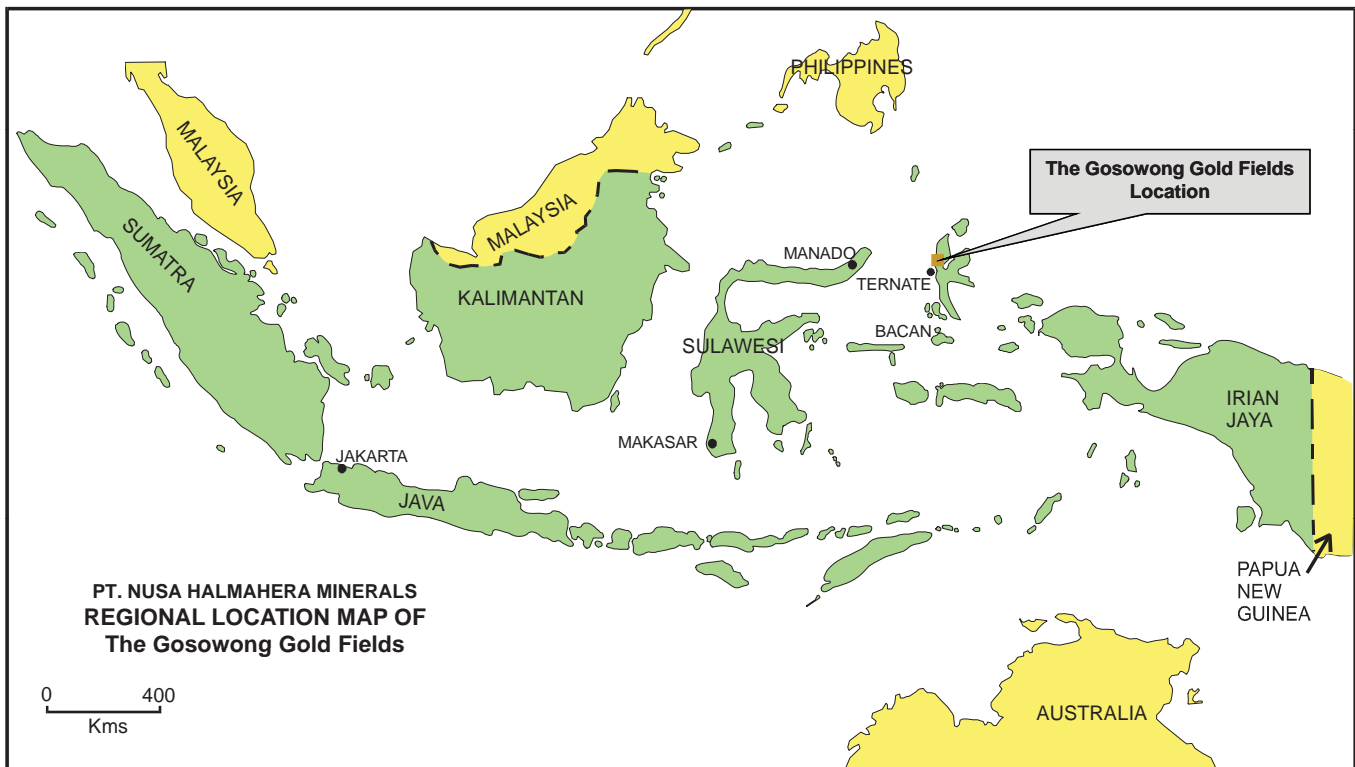 PHILIPPINES
MALAYSIA
The Gosowong Gold Fields
Location
MALAYSIA
SUMATRA
MANADO
TERNATE
KALIMANTAN
BACAN
SULAWESI
IRIAN
JAYA
MAKASAR
JAKARTA
JAVA
PAPUA
NEW
GUINEA
PT. NUSA HALMAHERA MINERALS
REGIONAL LOCATION MAP OF
The Gosowong Gold Fields
0 400
Kms
AUSTRALIA